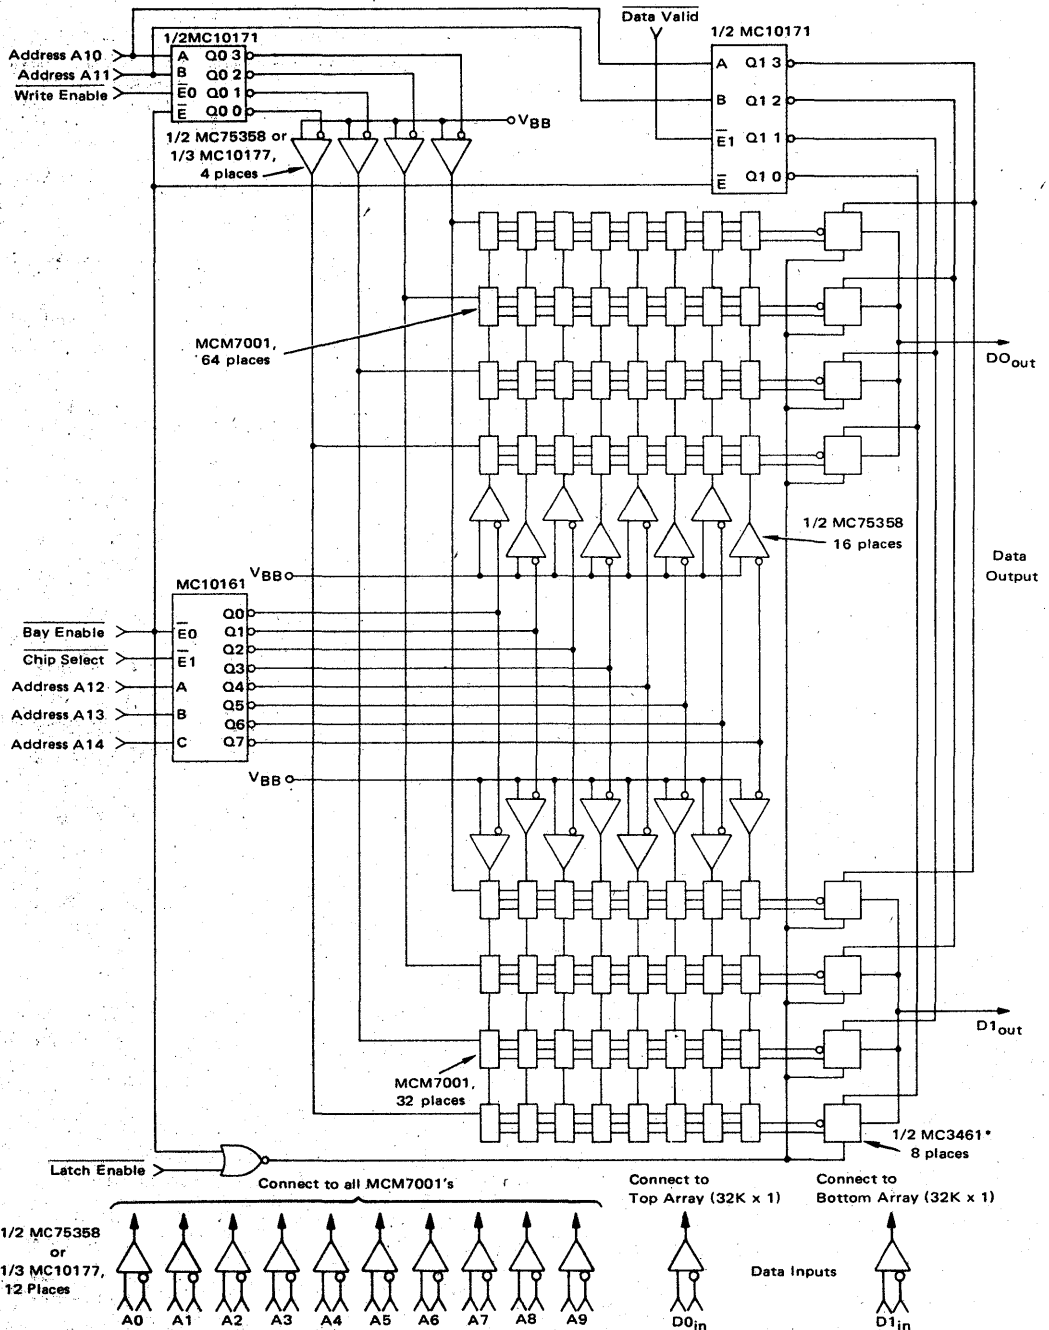 Data Valid
1/2MC10171
1/2 MC10171
Address A10
A Q0 3
Address A11
B Q0 2
Write Enable
E0 Q0 1
E Q0 0
A Q1 3
B Q1 2
E1 Q1 1
E Q1 0
VBB
1/2 MC75358 or
1/3 MC10177,
4 places
MCM7001,
64 places
DOout
1/2 MC75358
16 places
Data
Output
VBB
MC10161
Bay Enable
E0
Chip Select
E1
Address A12
A
Address A13
B
Address A14
C
Q0
Q1
Q2
Q3
Q4
Q5
Q6
Q7
VBB
D1out
MCM7001,
32 places
1/2 MC3461*
8 places
Latch Enable
Connect to all MCM7001's
Connect to
Top Array (32K x 1)
Connect to
Bottom Array (32K x 1)
1/2 MC75358
or
1/3 MC10177,
12 Places
A0 A1 A2 A3 A4 A5 A6 A7 A8 A9
D0in
Data Inputs
D1in